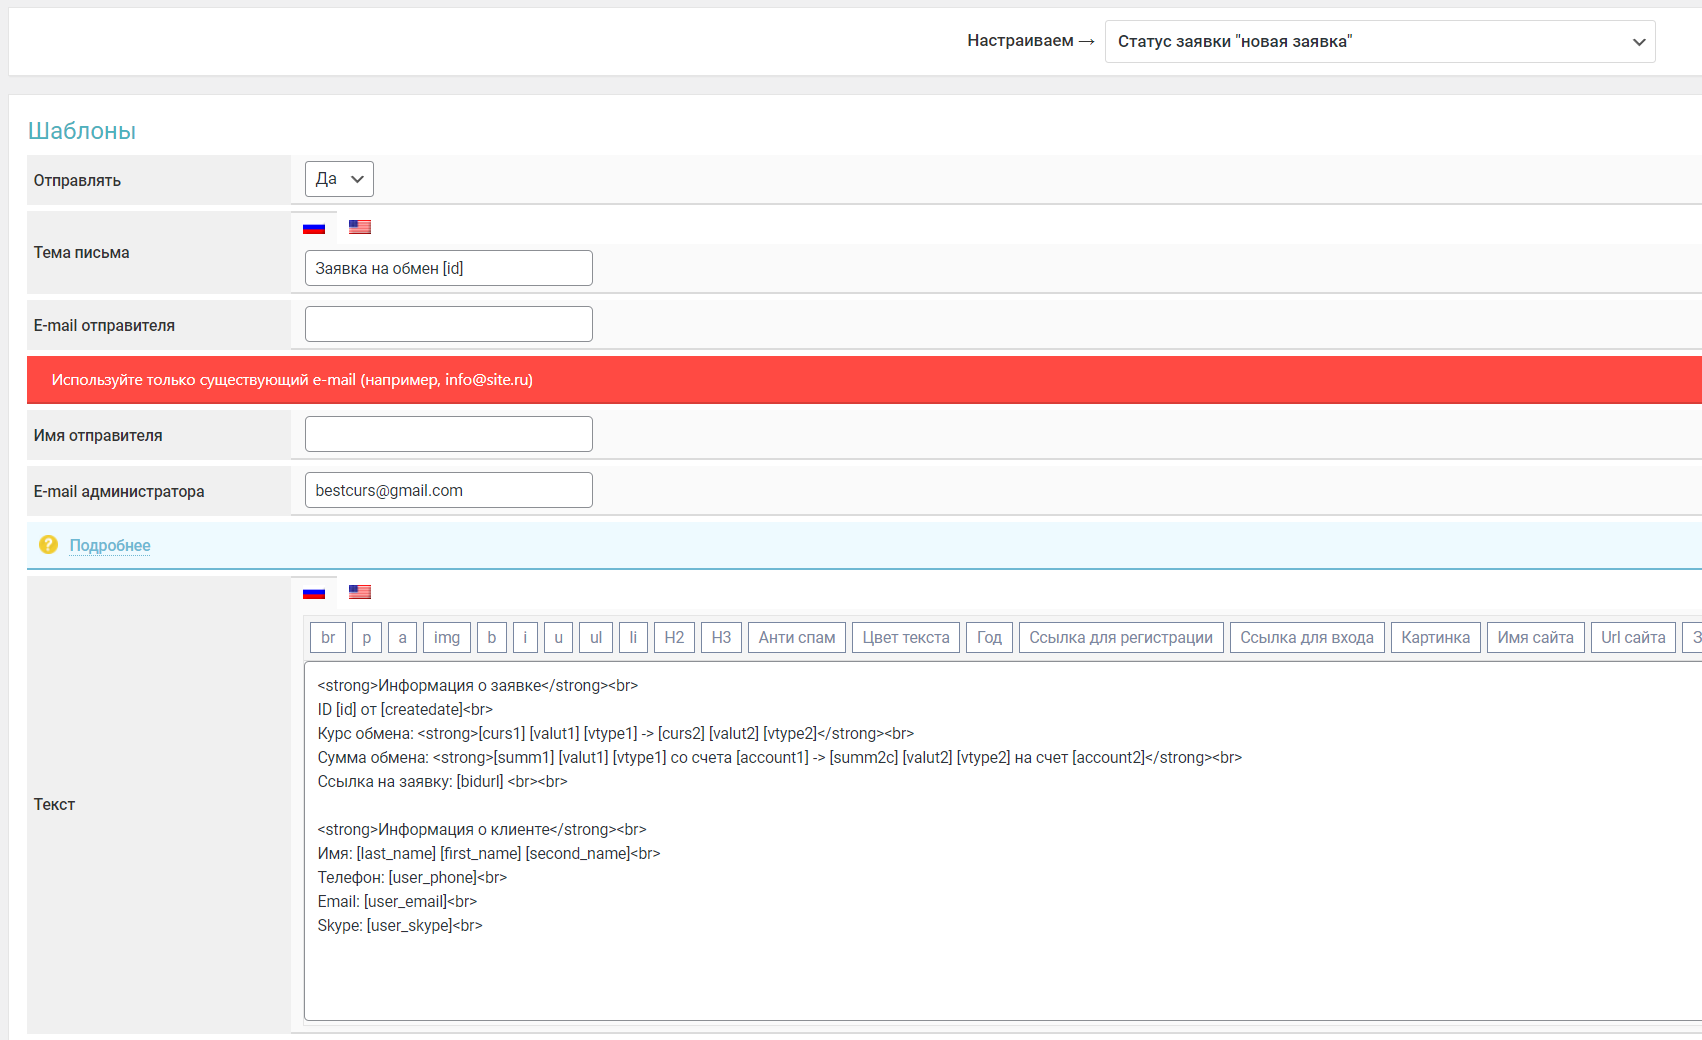 Настраиваем → Статус заявки "новая заявка"
Шаблоны
Отправлять Да
Тема письма
Заявка на обмен [id]
E-mail отправителя
Используйте только существующий e-mail (например, info@site.ru)
Имя отправителя
E-mail администратора bestcurs@gmail.com
? Подробнее
br p a img b i u ul li H2 H3 Анти спам Цвет текста Год Ссылка для регистрации Ссылка для входа Картинка Имя сайта Url сайта
Текст
<strong>Информация о заявке</strong><br>
ID [id] от [createdate]<br>
Курс обмена: <strong>[curs1] [valut1] [vtype1] -> [curs2] [valut2] [vtype2]</strong><br>
Сумма обмена: <strong>[summ1] [valut1] [vtype1] со счета [account1] -> [summ2c] [valut2] [vtype2] на счет [account2]</strong><br>
Ссылка на заявку: [bidurl] <br><br>
<strong>Информация о клиенте</strong><br>
Имя: [last_name] [first_name] [second_name]<br>
Телефон: [user_phone]<br>
Email: [user_email]<br>
Skype: [user_skype]<br>